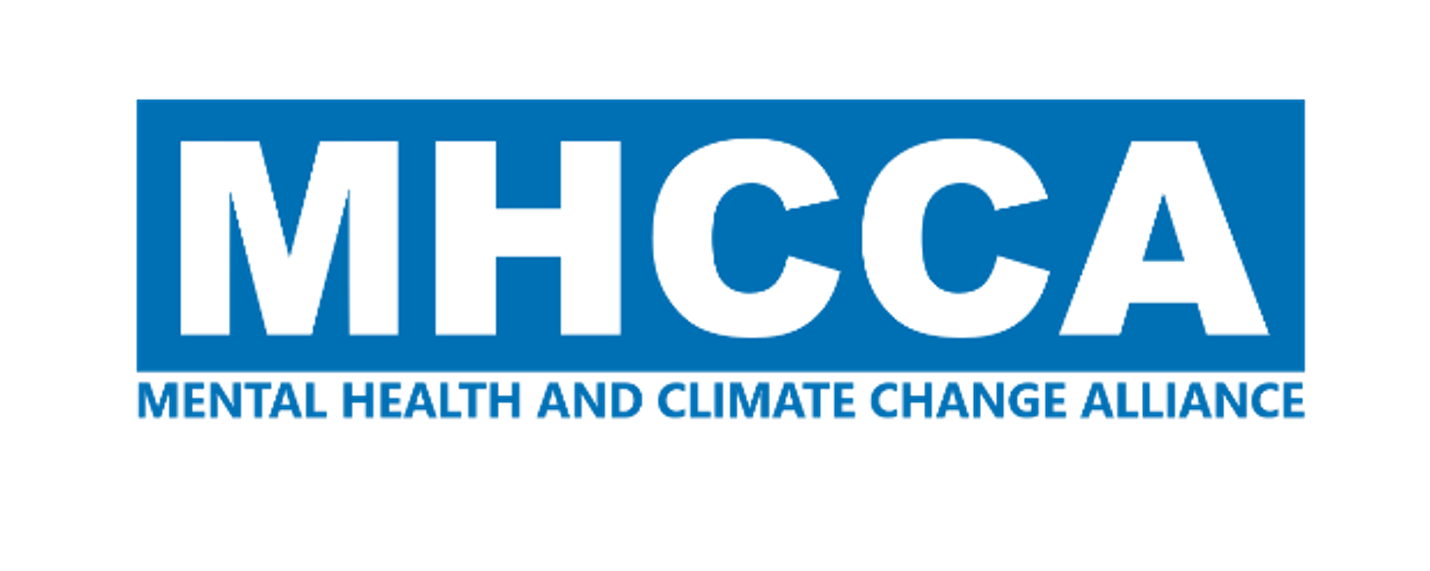 MHCCA
MENTAL HEALTH AND CLIMATE CHANGE ALLIANCE